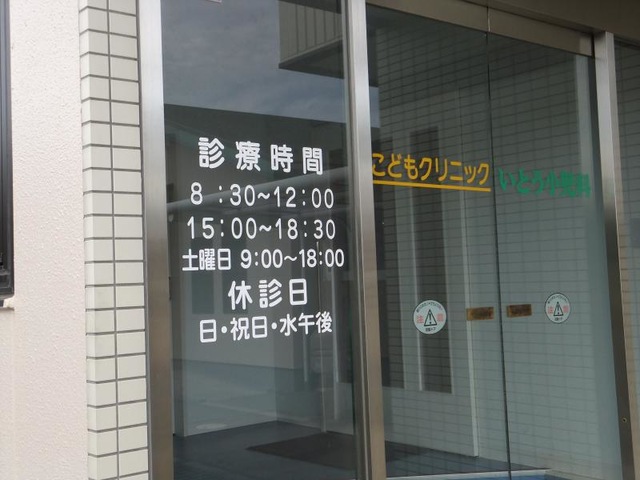 診療時間
8:30~12:00
15:00~18:30
土曜日 9:00~18:00
休診日
日・祝日・水午後
こどもクリニック
いとう小児科